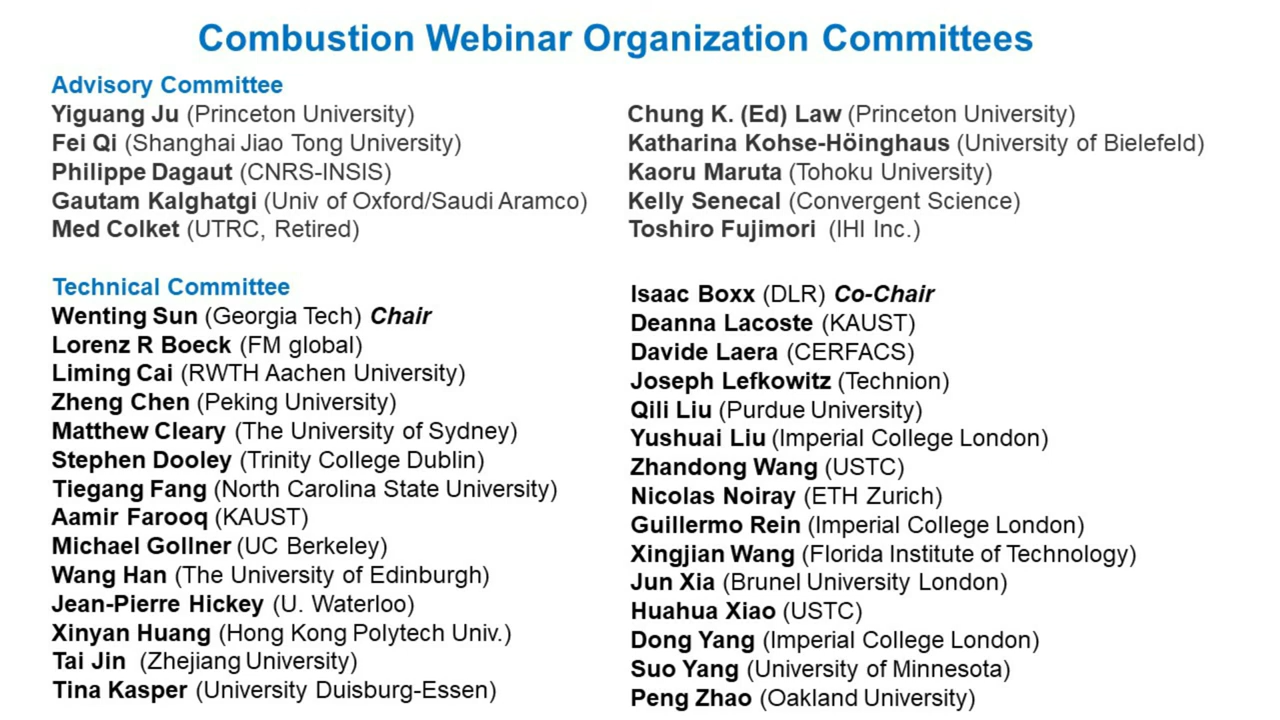 Combustion Webinar Organization Committees
Advisory Committee
Yiguang Ju (Princeton University)
Fei Qi (Shanghai Jiao Tong University)
Philippe Dagaut (CNRS-INSIS)
Gautam Kalghatgi (Univ of Oxford/Saudi Aramco)
Med Colket (UTRC, Retired)
Chung K. (Ed) Law (Princeton University)
Katharina Kohse-Höinghaus (University of Bielefeld)
Kaoru Maruta (Tohoku University)
Kelly Senecal (Convergent Science)
Toshiro Fujimori (IHI Inc.)
Technical Committee
Wenting Sun (Georgia Tech) Chair
Lorenz R Boeck (FM global)
Liming Cai (RWTH Aachen University)
Zheng Chen (Peking University)
Matthew Cleary (The University of Sydney)
Stephen Dooley (Trinity College Dublin)
Tiegang Fang (North Carolina State University)
Aamir Farooq (KAUST)
Michael Gollner (UC Berkeley)
Wang Han (The University of Edinburgh)
Jean-Pierre Hickey (U. Waterloo)
Xinyan Huang (Hong Kong Polytech Univ.)
Tai Jin (Zhejiang University)
Tina Kasper (University Duisburg-Essen)
Isaac Boxx (DLR) Co-Chair
Deanna Lacoste (KAUST)
Davide Laera (CERFACS)
Joseph Lefkowitz (Technion)
Qili Liu (Purdue University)
Yushuai Liu (Imperial College London)
Zhandong Wang (USTC)
Nicolas Noiray (ETH Zurich)
Guillermo Rein (Imperial College London)
Xingjian Wang (Florida Institute of Technology)
Jun Xia (Brunel University London)
Huahua Xiao (USTC)
Dong Yang (Imperial College London)
Suo Yang (University of Minnesota)
Peng Zhao (Oakland University)